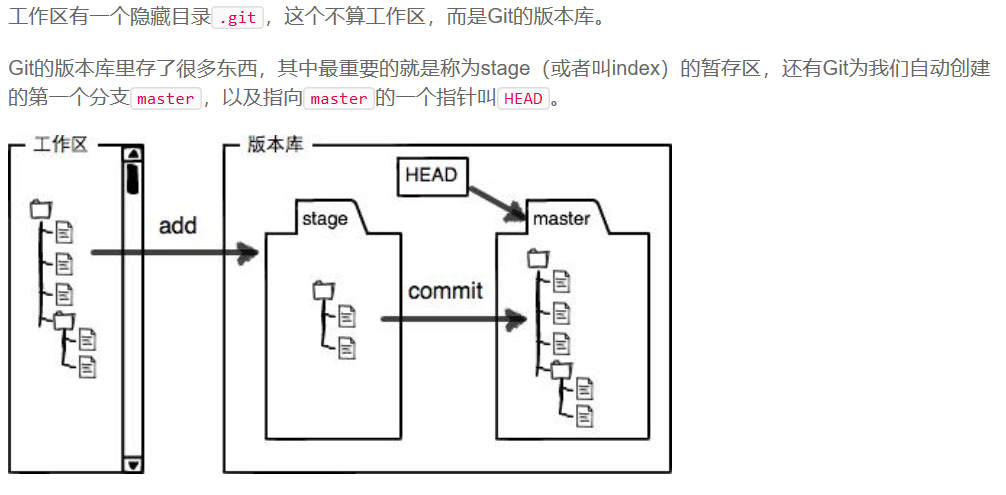 工作区有一个隐藏目录.git，这个不算工作区，而是Git的版本库。
Git的版本库里存了很多东西，其中最重要的就是称为stage（或者叫index）的暂存区，还有Git为我们自动创建
的第一个分支master，以及指向master的一个指针叫HEAD。
工作区
版本库
HEAD
stage
master
add
commit